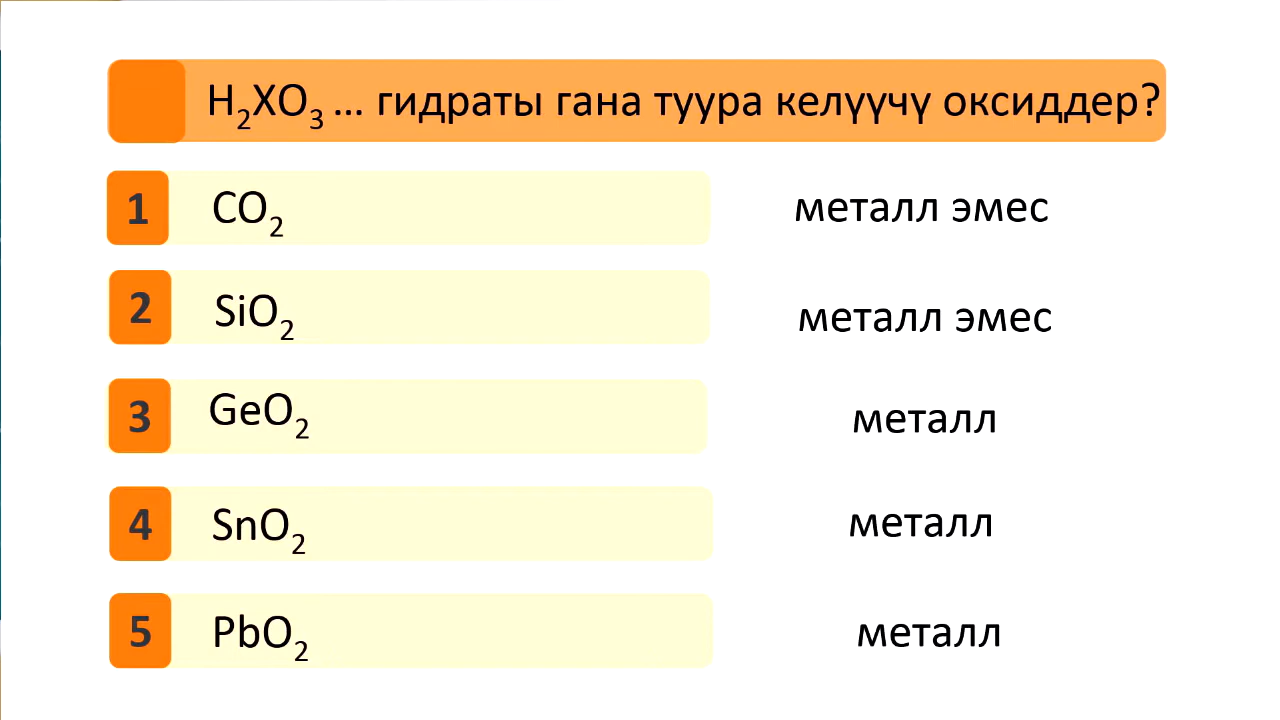 H₂XO₃ ... гидраты гана туура келүүчү оксиддер?
1 CO₂ металл эмес
2 SiO₂ металл эмес
3 GeO₂ металл
4 SnO₂ металл
5 PbO₂ металл